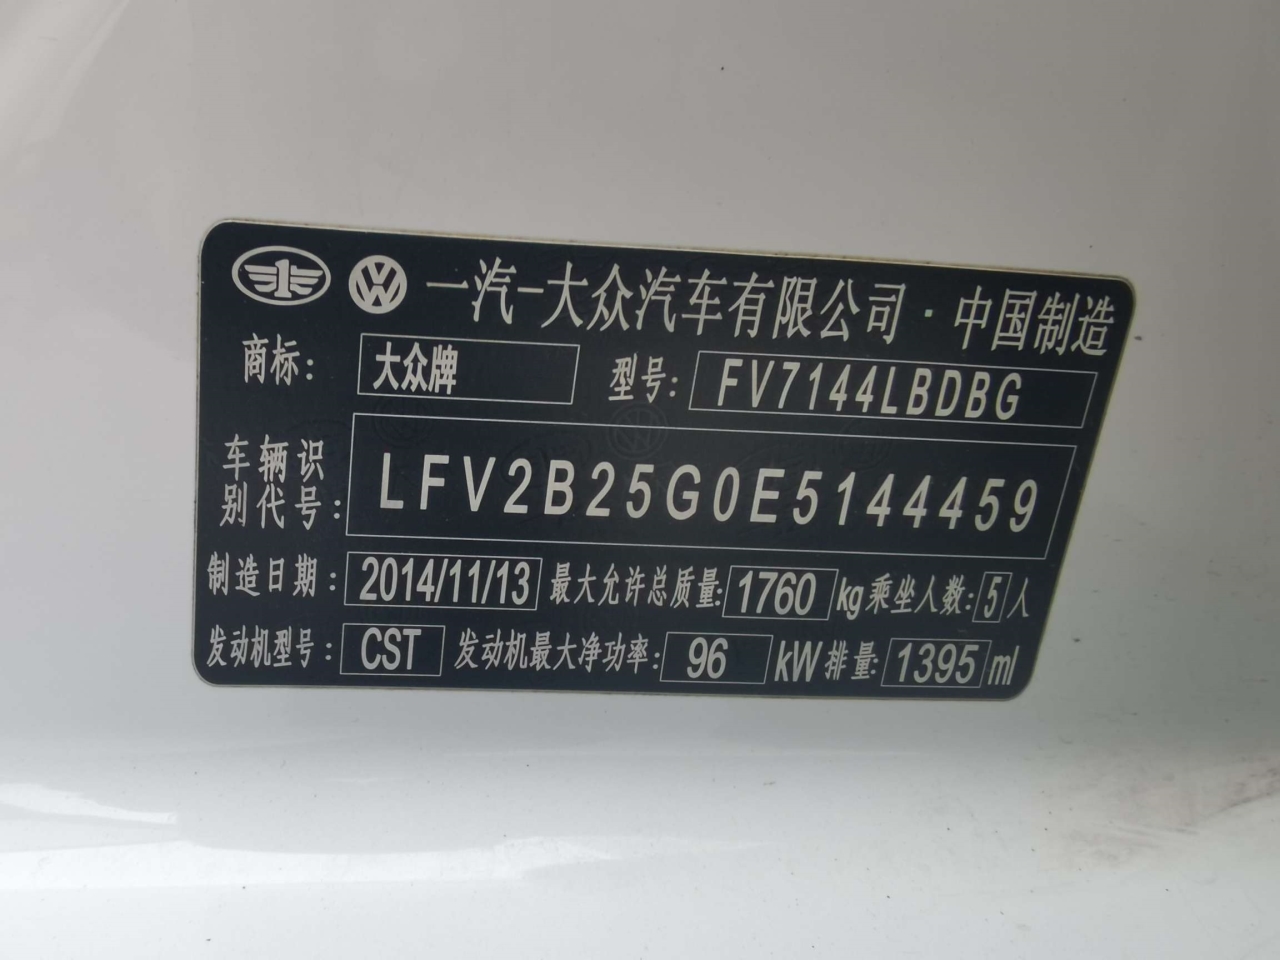 一汽-大众汽车有限公司·中国制造
商标: 大众牌 型号: FV7144LBDBG
车辆识别代号: LFV2B25G0E5144459
制造日期: 2014/11/13 最大允许总质量: 1760 kg 乘坐人数: 5 人
发动机型号: CST 发动机最大净功率: 96 kW 排量: 1395 ml